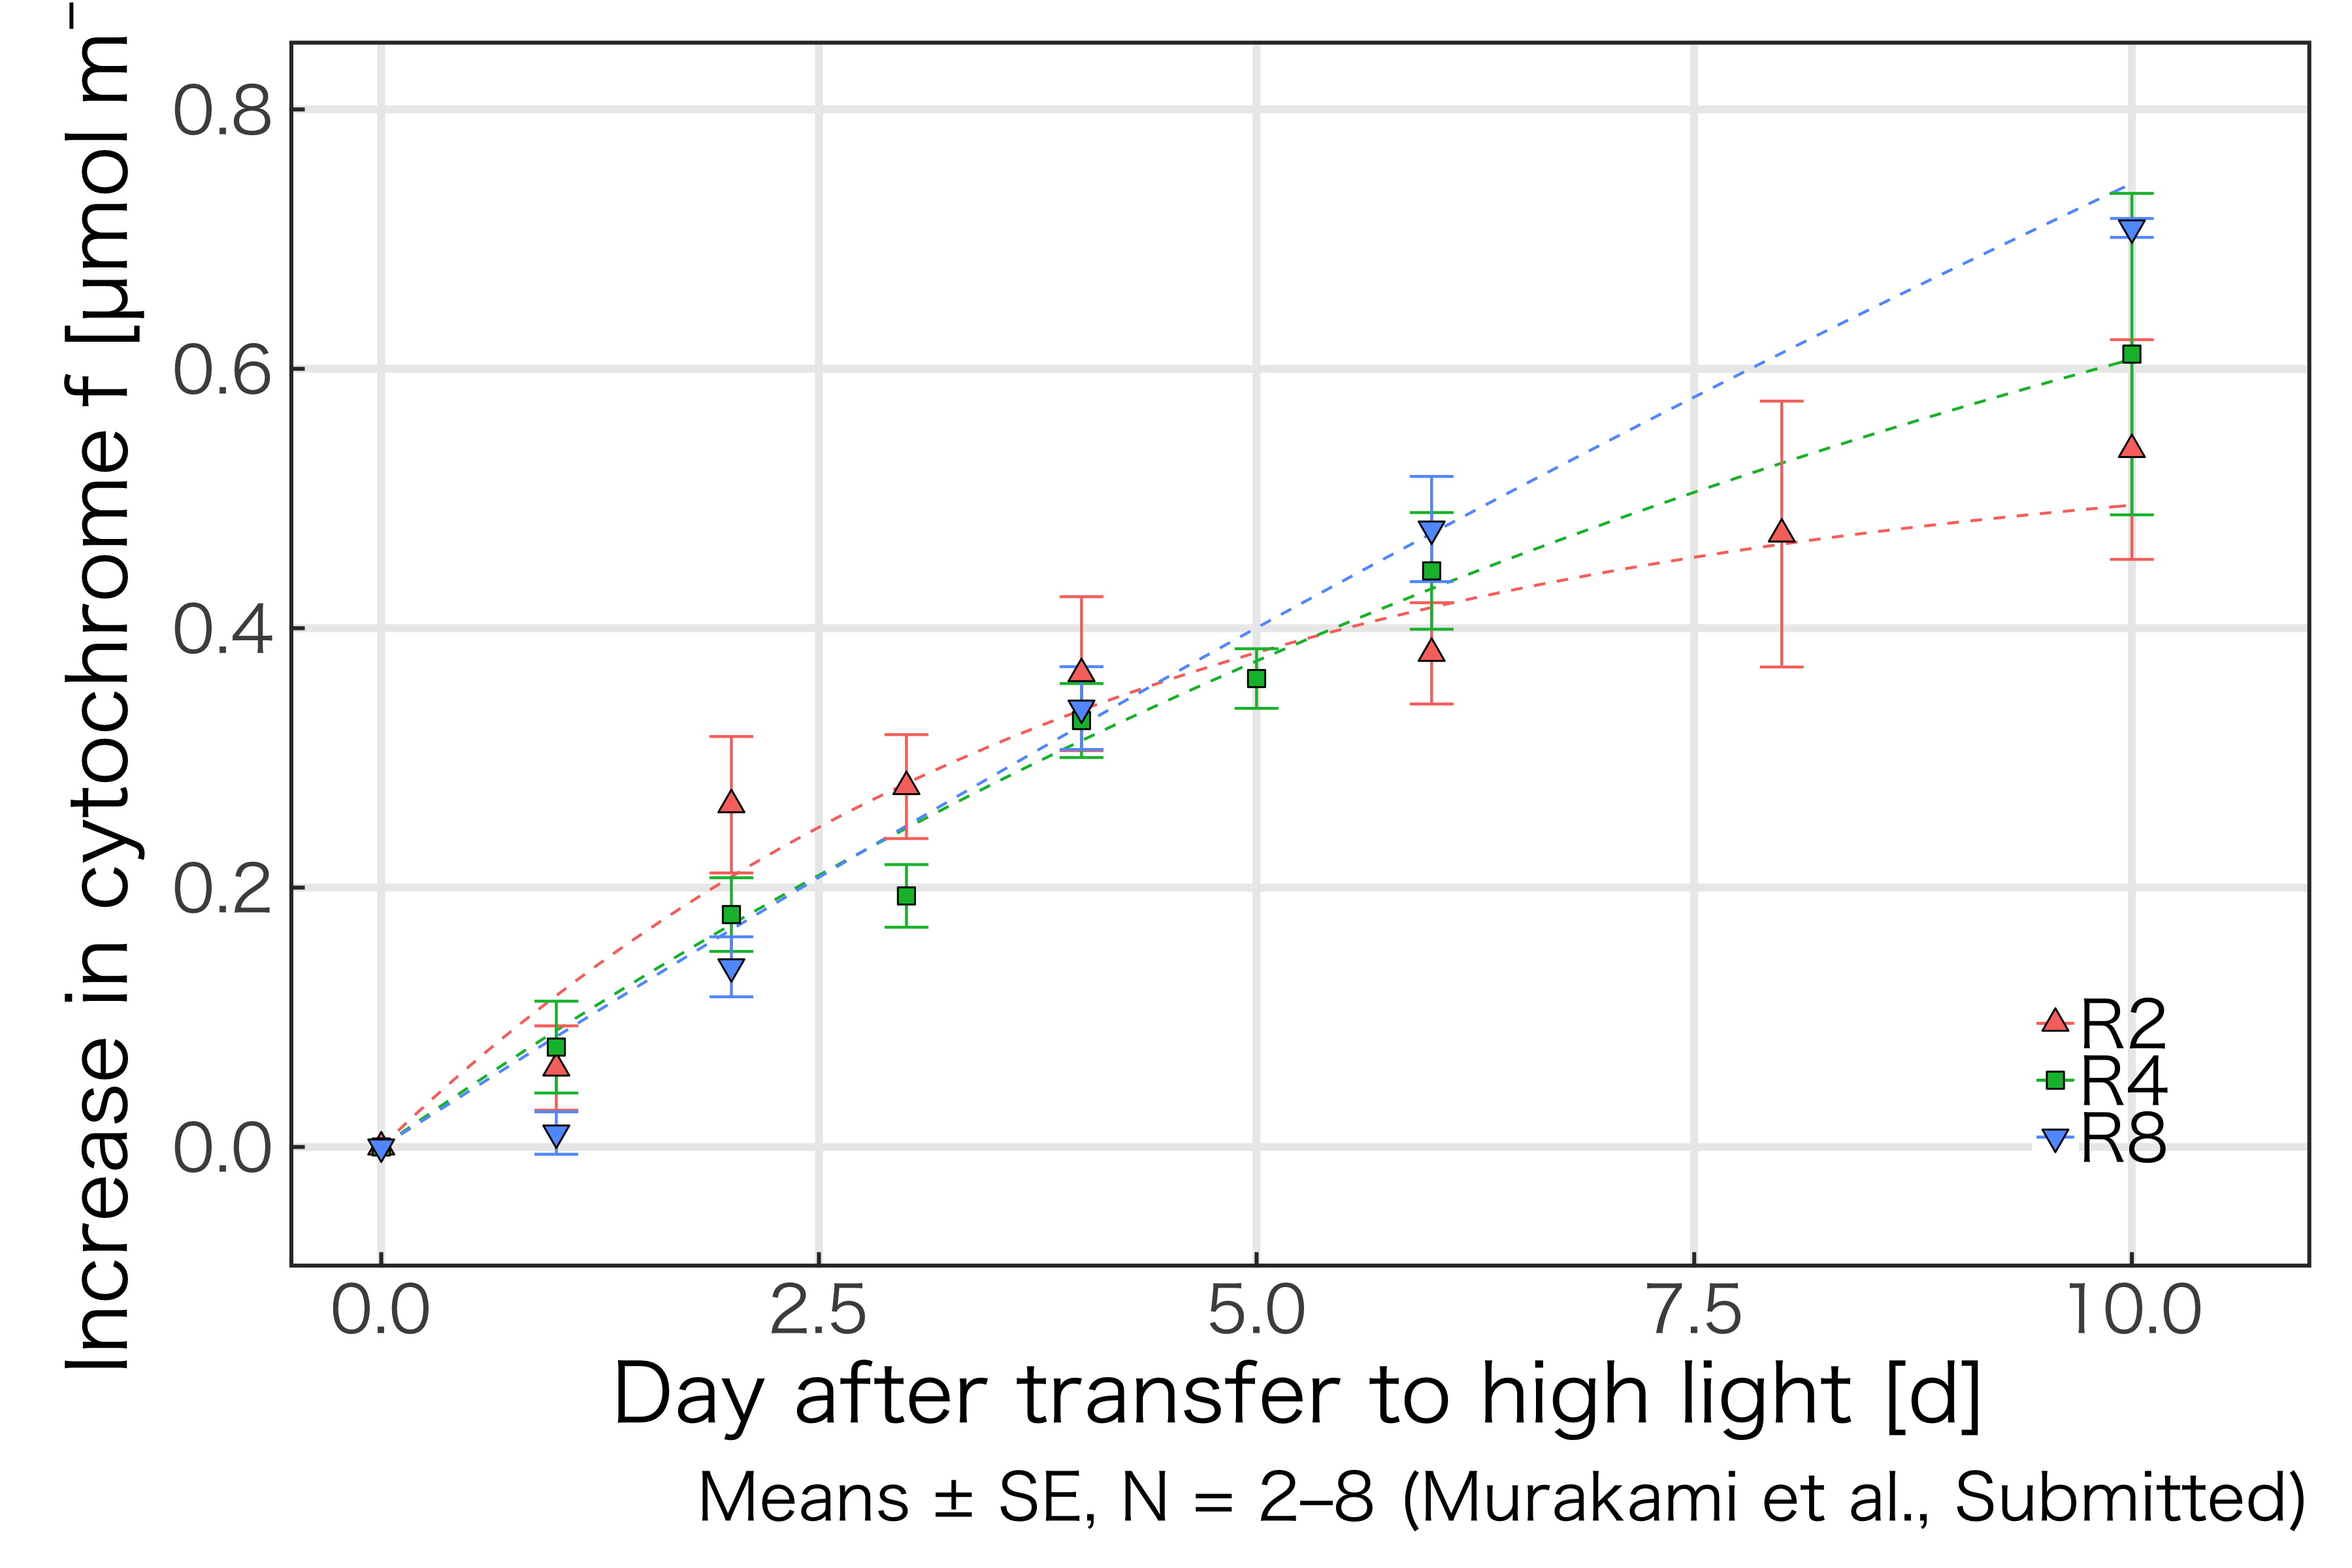 Increase in cytochrome f [µmol m⁻
0.8
0.6
0.4
0.2
0.0
0.0 2.5 5.0 7.5 10.0
R2
R4
R8
Day after transfer to high light [d]
Means ± SE, N = 2–8 (Murakami et al., Submitted)